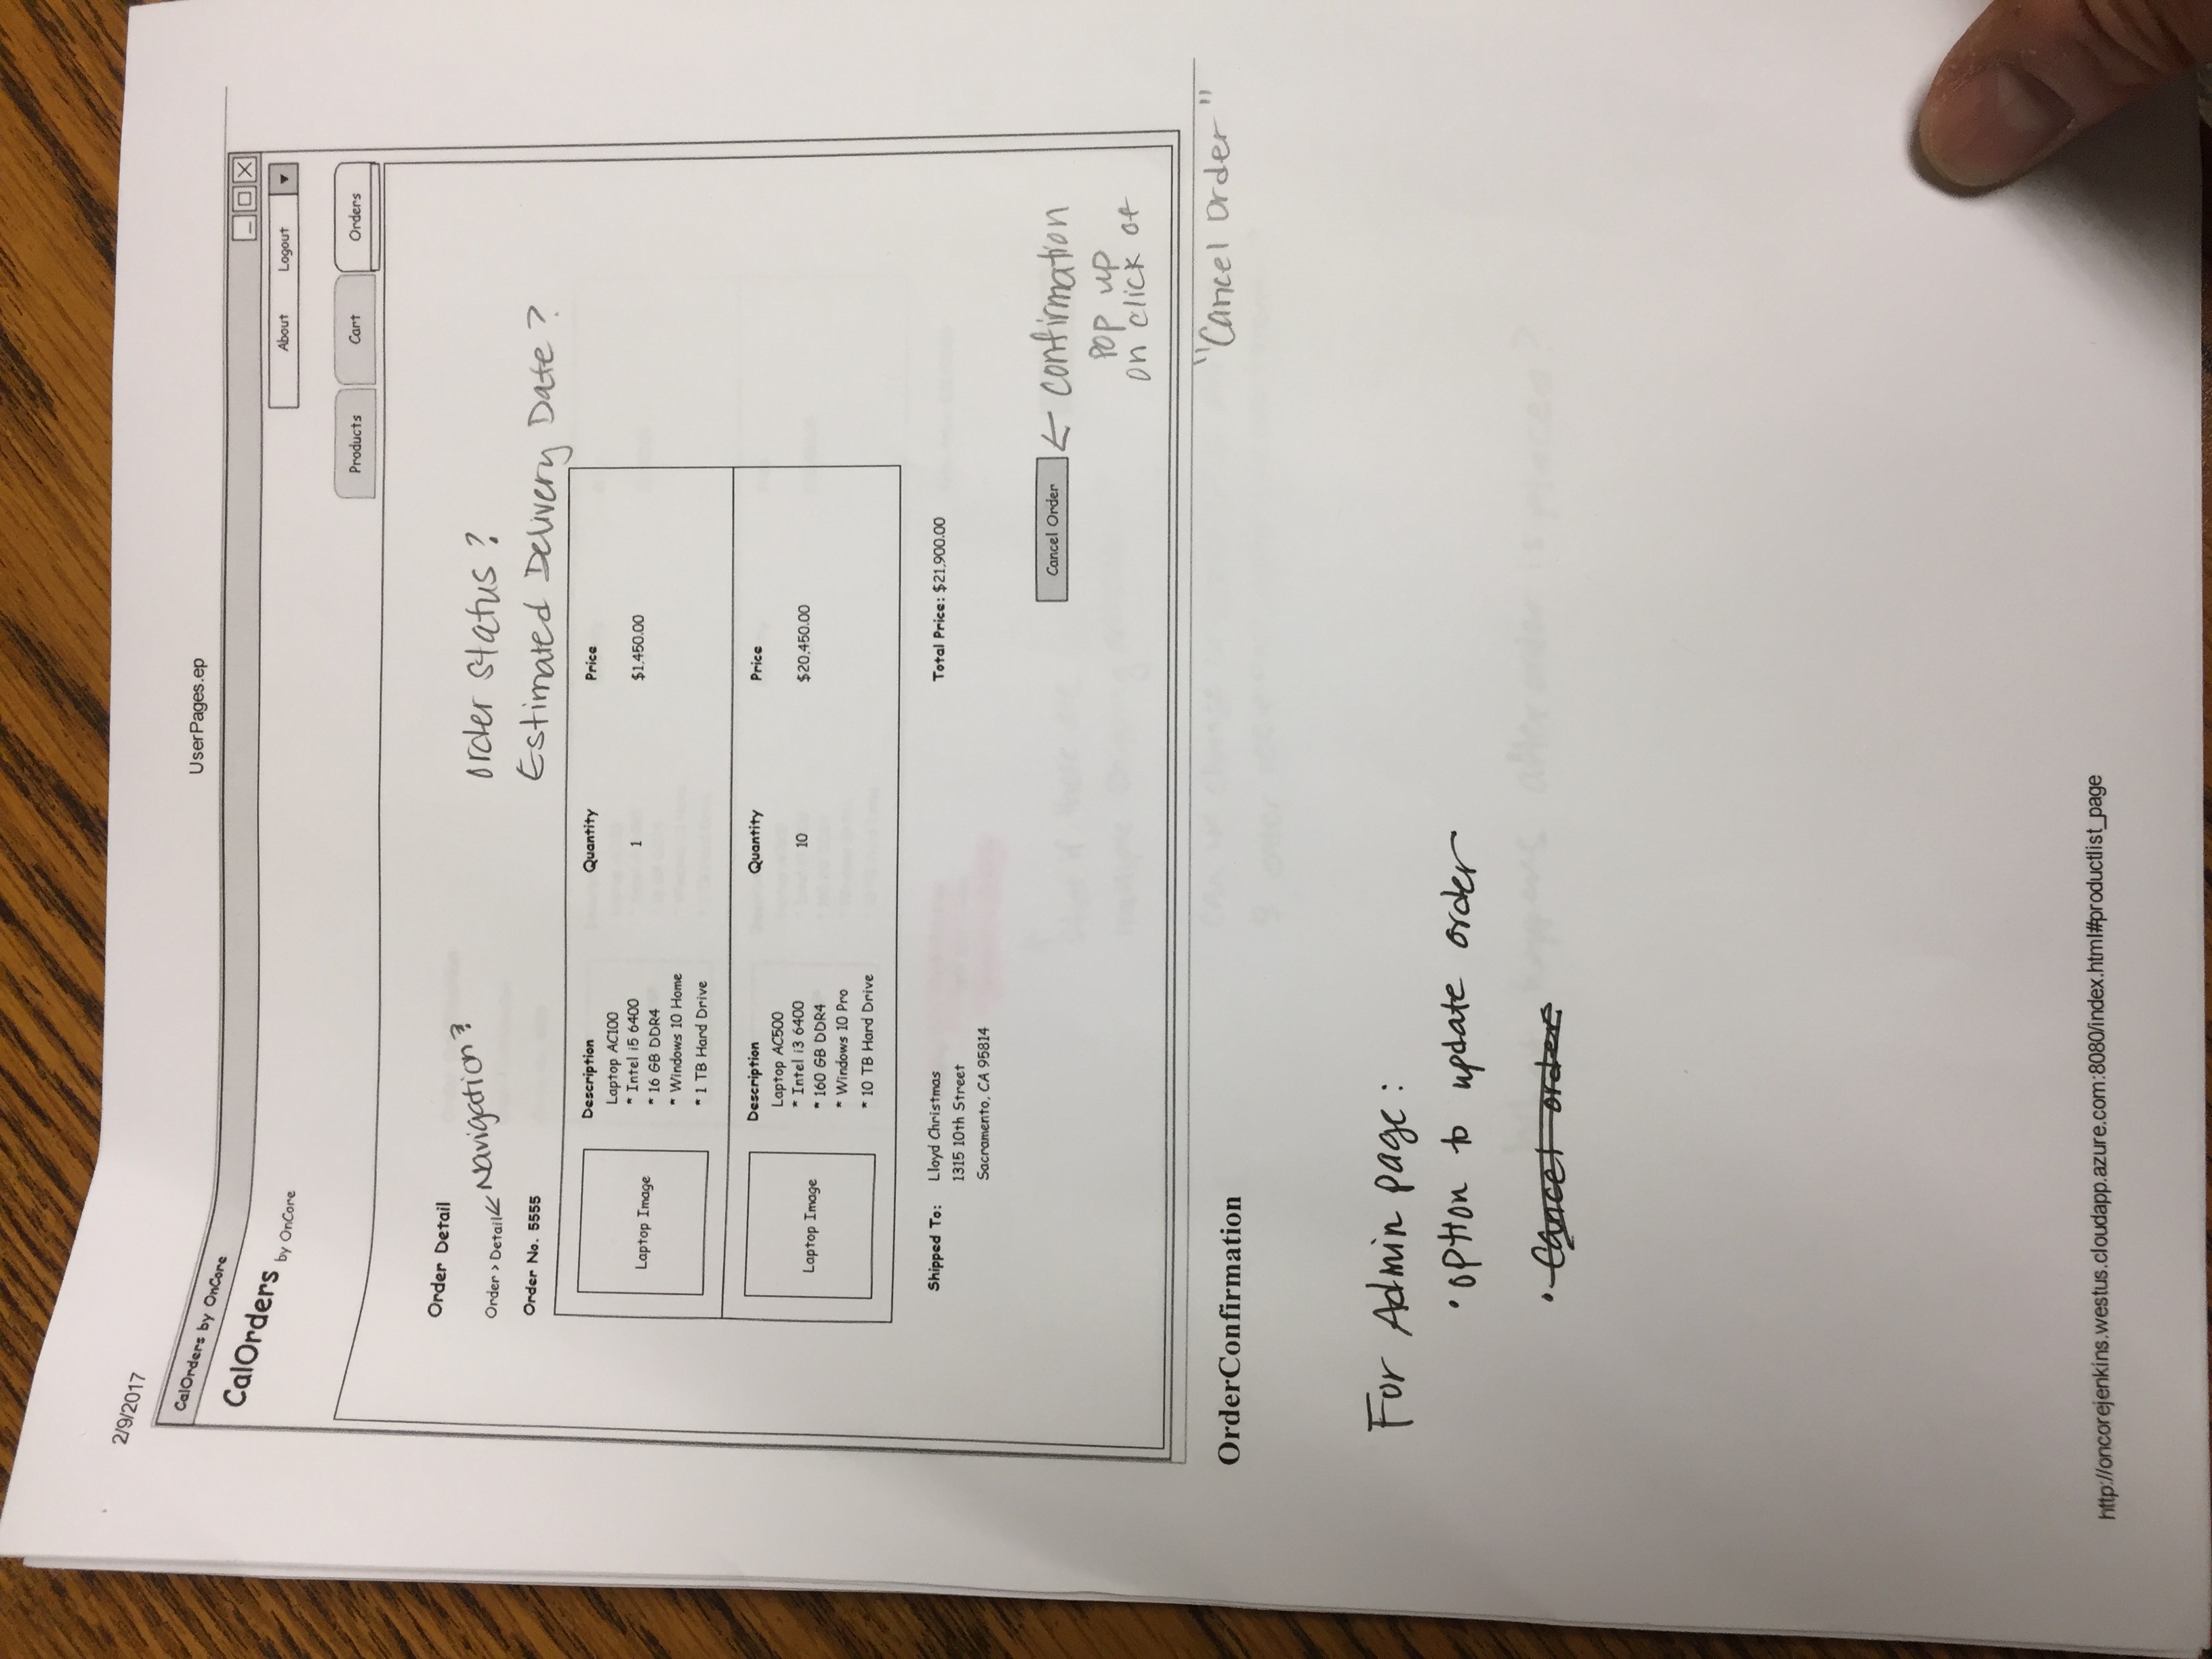 2/9/2017
UserPages.ep
CalOrders by OnCore
CalOrders by OnCore
About Logout
Products Cart Orders
Order Detail
Order > Detail ← Navigation?
Order No. 5555
Order Status?
Estimated Delivery Date?
Description Quantity Price
Laptop Image
Laptop AC100
* Intel i5 6400
1 $1,450.00
* 16 GB DDR4
* Windows 10 Home
* 1 TB Hard Drive
Description Quantity Price
Laptop Image
Laptop AC500
* Intel i3 6400
10 $20,450.00
* 160 GB DDR4
* Windows 10 Pro
* 10 TB Hard Drive
Shipped To: Lloyd Christmas
1315 10th Street
Sacramento, CA 95814
Total Price: $21,900.00
Cancel Order ← Confirmation
pop up
on click of
"Cancel Order"
OrderConfirmation
For Admin page:
• option to update order
• Cancel order
http://oncorejenkins.westus.cloudapp.azure.com:8080/index.html#productlist_page